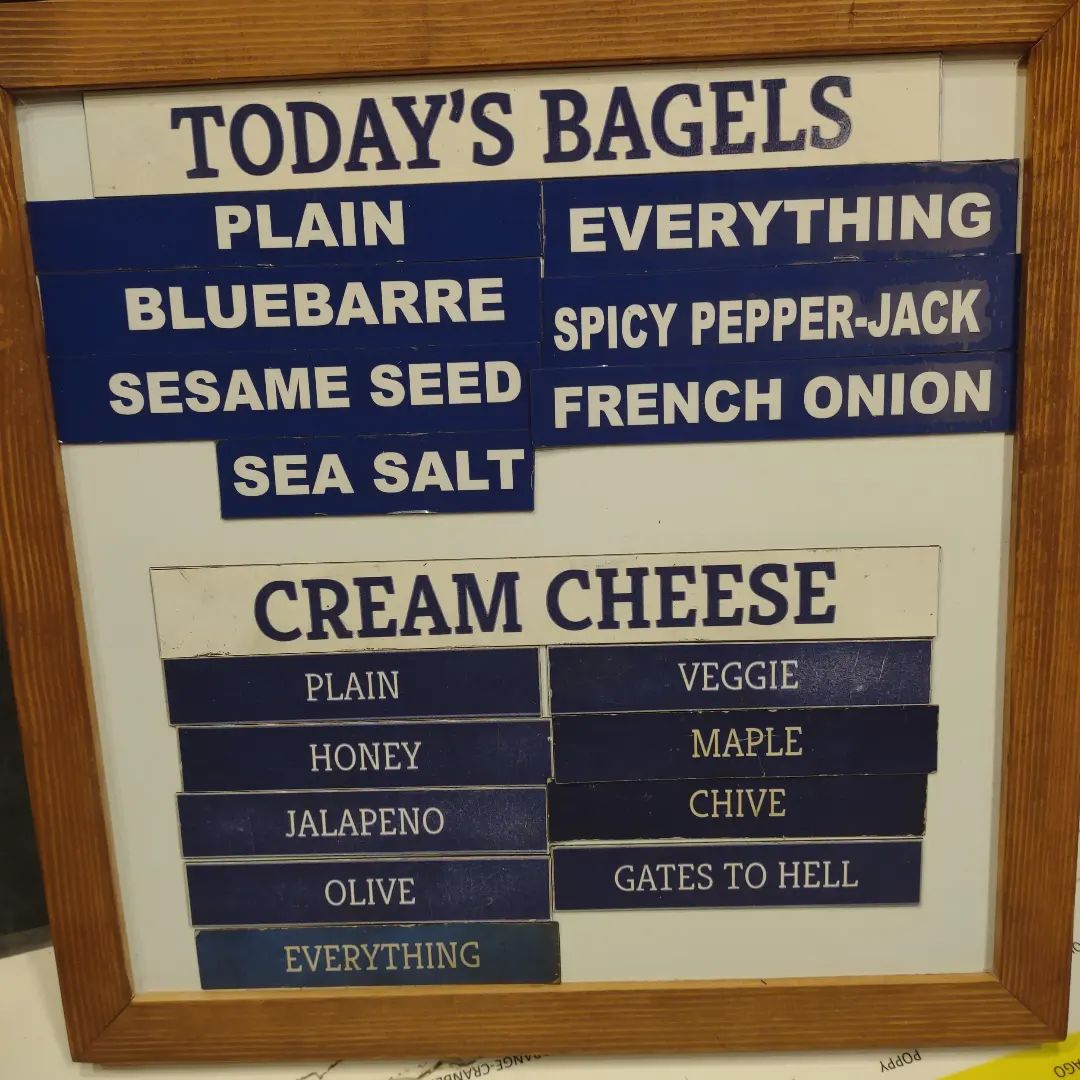 TODAY'S BAGELS
PLAIN
EVERYTHING
BLUEBARRE
SPICY PEPPER-JACK
SESAME SEED
FRENCH ONION
SEA SALT
CREAM CHEESE
PLAIN
VEGGIE
HONEY
MAPLE
JALAPENO
CHIVE
OLIVE
GATES TO HELL
EVERYTHING
POPPY